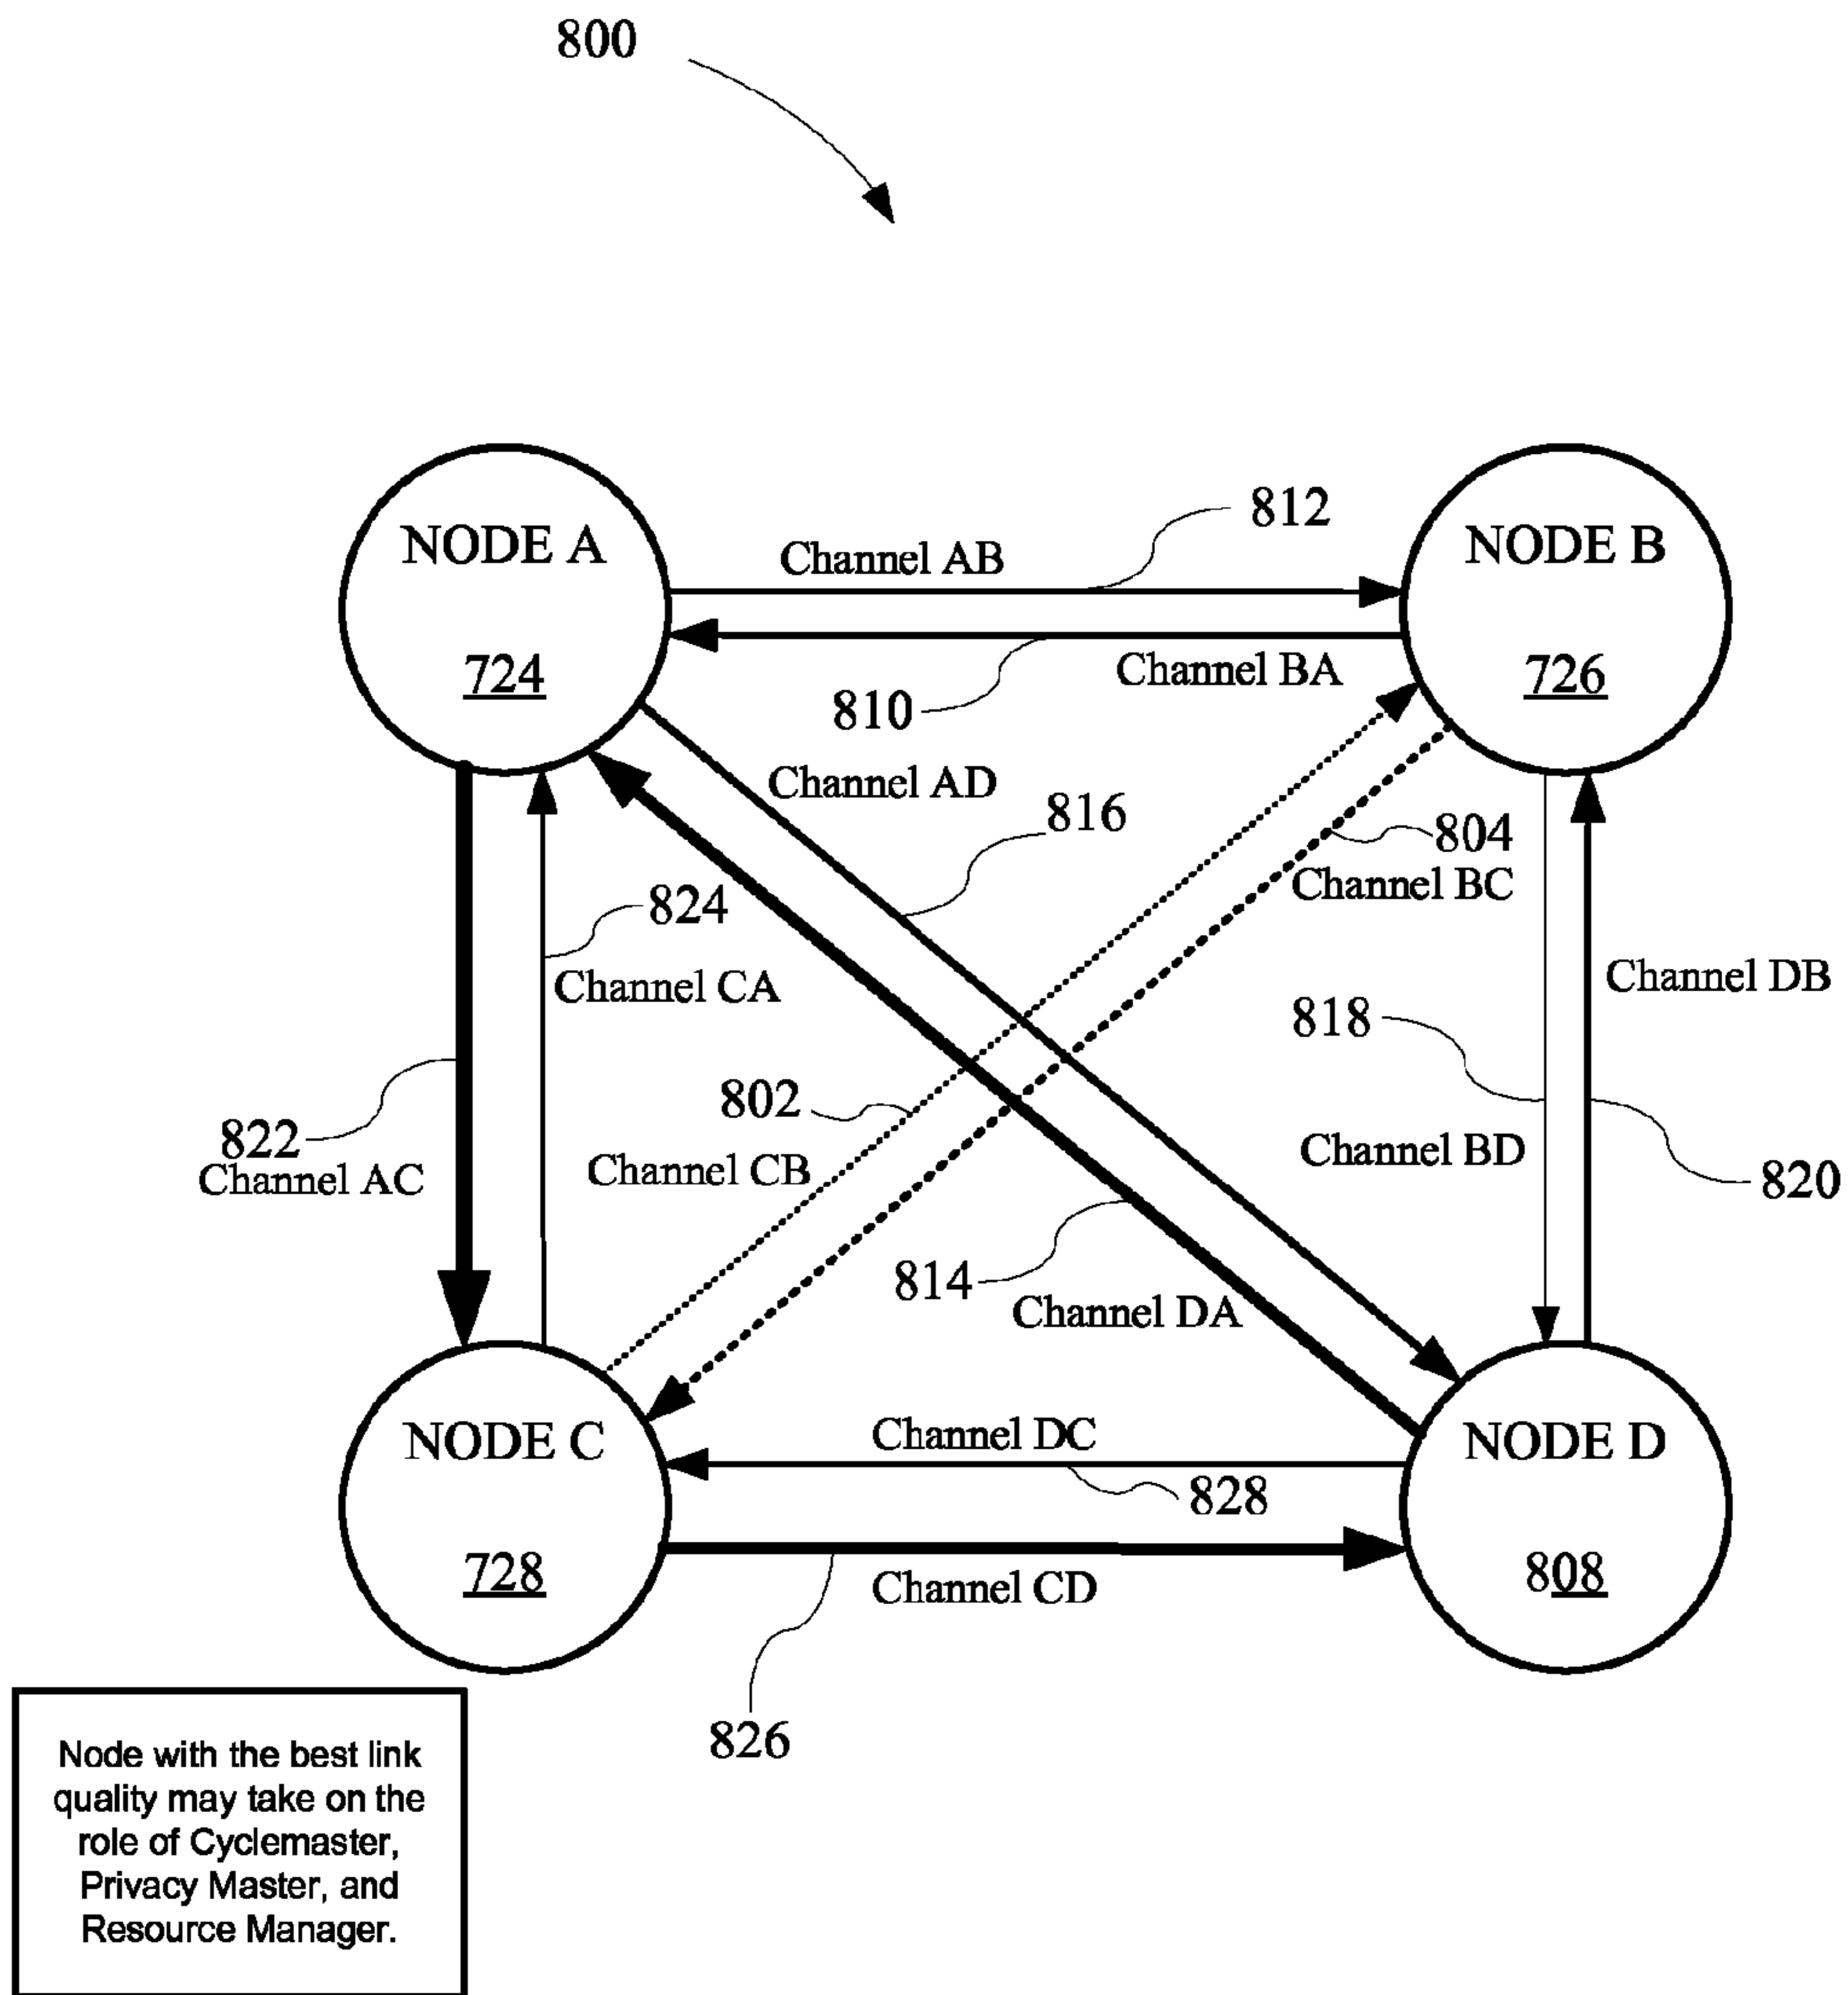 800
NODE A
724
NODE B
726
812
Channel AB
Channel BA
810
Channel AD
816
804
Channel BC
824
Channel CA
Channel DB
818
802
822
Channel AC
Channel CB
Channel BD
820
814
Channel DA
NODE C
728
Channel DC
828
NODE D
808
Channel CD
826
Node with the best link
quality may take on the
role of Cyclemaster,
Privacy Master, and
Resource Manager.